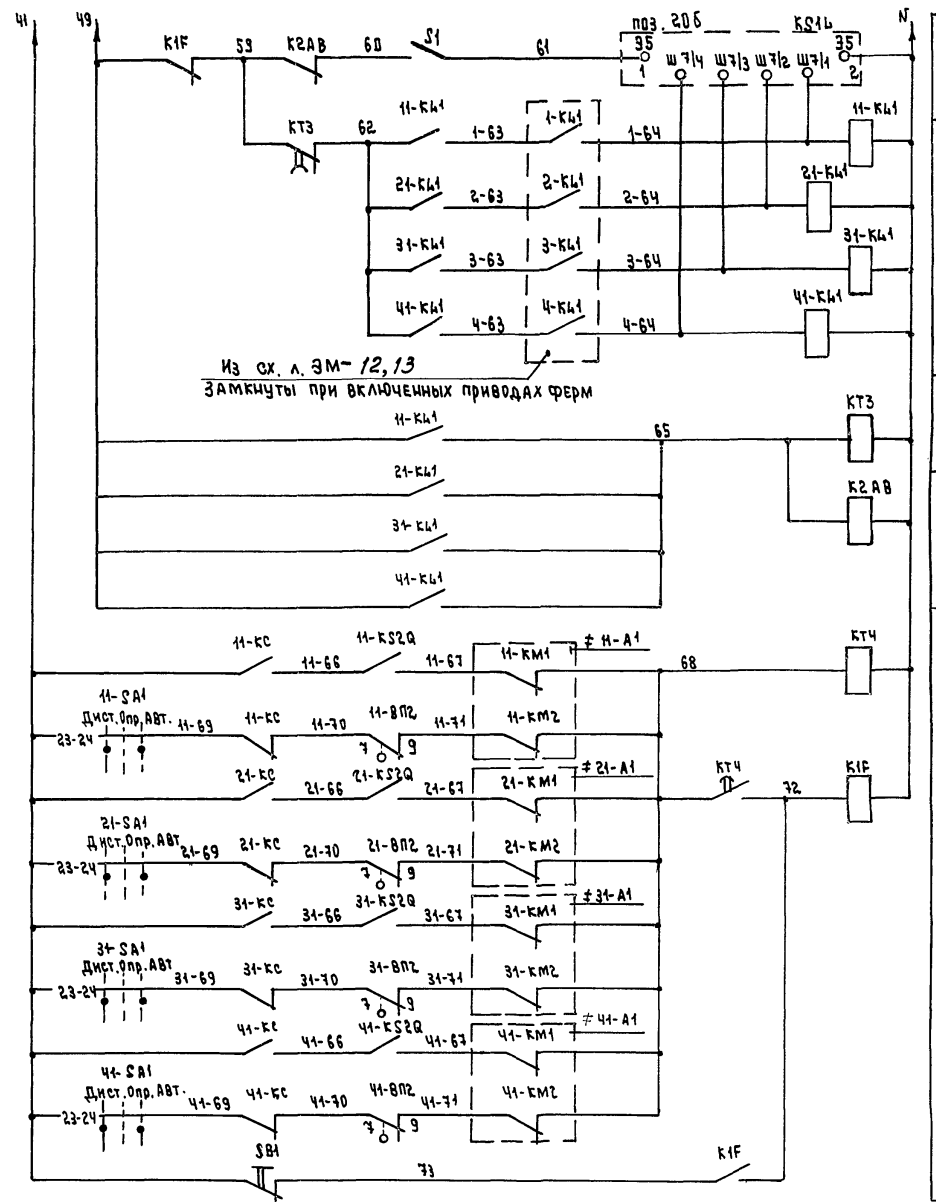 41 49 поз. 20б KS1L N
K1F 59 K2AB 60 S1 61 35 1 Ш7/4 Ш7/3 Ш7/2 Ш7/1 35 2
KT3 62 11-KL1 1-63 1-KL1 1-64 11-KL1
21-KL1 2-63 2-KL1 2-64 21-KL1
31-KL1 3-63 3-KL1 3-64 31-KL1
41-KL1 4-63 4-KL1 4-64 41-KL1
Из сх. л. ЭМ-12,13
Замкнуты при включенных приводах ферм
11-KL1 65 KT3
21-KL1 K2AB
31-KL1
41-KL1
11-KC 11-66 11-KS2Q 11-67 11-KM1 ≠11-A1 68 KT4
11-SA1
Дист. Опр. Авт.
23-24 11-69 11-KC 11-70 11-ВП2 7 9 11-71 11-KM2
21-KC 21-66 21-KS2Q 21-67 21-KM1 ≠21-A1 KT4 72 K1F
21-SA1
Дист. Опр. Авт
23-24 21-69 21-KC 21-70 21-ВП2 7 9 21-71 21-KM2
31-KC 31-66 31-KS2Q 31-67 31-KM1 ≠31-A1
31-SA1
Дист. Опр. Авт
23-24 31-69 31-KC 31-70 31-ВП2 7 9 31-71 31-KM2
41-KC 41-66 41-KS2Q 41-67 41-KM1 ≠41-A1
41-SA1
Дист. Опр. Авт.
23-24 41-69 41-KC 41-70 41-ВП2 7 9 41-71 41-KM2
SB1 73 K1F